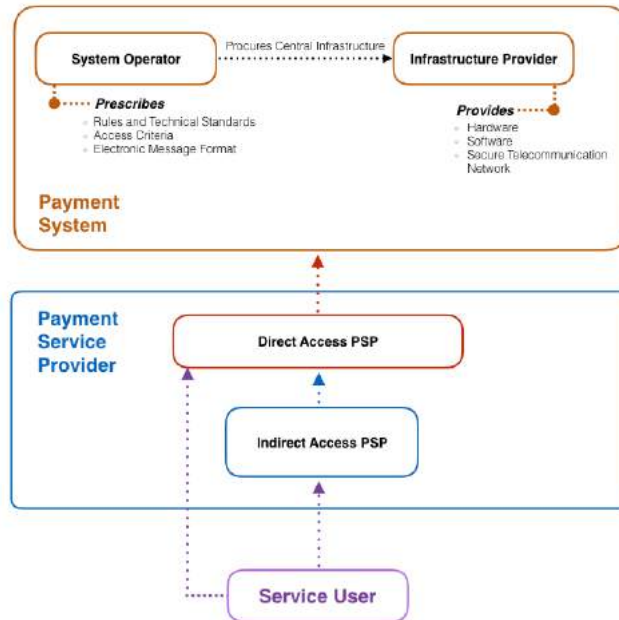 System Operator
Procures Central Infrastructure
Infrastructure Provider
Prescribes
Rules and Technical Standards
Access Criteria
Electronic Message Format
Provides
Hardware
Software
Secure Telecommunication
Network
Payment
System
Payment
Service
Provider
Direct Access PSP
Indirect Access PSP
Service User